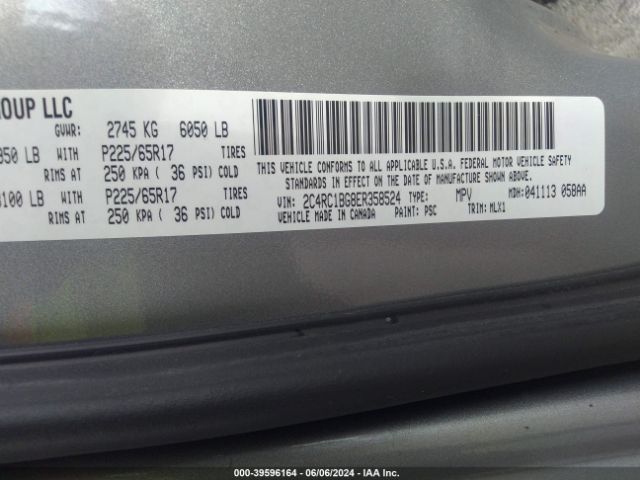 ROUP LLC
GVWR: 2745 KG 6050 LB
050 LB WITH P225/65R17 TIRES
RIMS AT 250 KPA ( 36 PSI) COLD
100 LB WITH P225/65R17 TIRES
RIMS AT 250 KPA ( 36 PSI) COLD
THIS VEHICLE CONFORMS TO ALL APPLICABLE U.S.A. FEDERAL MOTOR VEHICLE SAFETY
STANDARDS IN EFFECT ON THE DATE OF MANUFACTURE SHOWN ABOVE.
VIN: 2C4RC1BG8ER358524 TYPE: MPV MDH: 041113 05BAA
VEHICLE MADE IN CANADA PAINT: PSC TRIM: MLX1
000-39596164 - 06/06/2024 - IAA Inc.